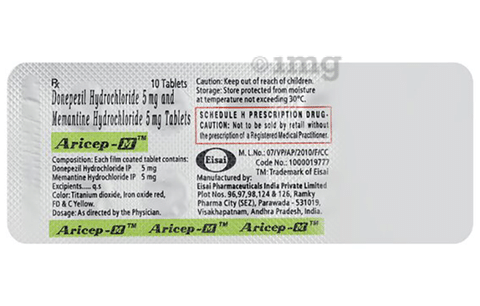 1mg
Rx 10 Tablets
Donepezil Hydrochloride 5 mg and
Memantine Hydrochloride 5 mg Tablets
Aricep-M™
Composition: Each film coated tablet contains:
Donepezil Hydrochloride IP 5 mg
Memantine Hydrochloride IP 5 mg
Excipients..... q.s
Color: Titanium dioxide, Iron oxide red,
FD & C Yellow.
Dosage: As directed by the Physician.
Caution: Keep out of reach of children.
Storage: Store protected from moisture
at temperature not exceeding 30°C.
SCHEDULE H PRESCRIPTION DRUG-
CAUTION: Not to be sold by retail without
the prescription of a Registered Medical Practitioner.
Eisai
M. L.No.: 07/VP/AP/2010/F/CC
Code No.: 1000019777
TM: Trademark of Eisai
Manufactured by:
Eisai Pharmaceuticals India Private Limited
Plot Nos. 96,97,98,124 & 126, Ramky
Pharma City (SEZ), Parawada - 531019,
Visakhapatnam, Andhra Pradesh, India.
Aricep-M™ Aricep-M™ Aricep-M™